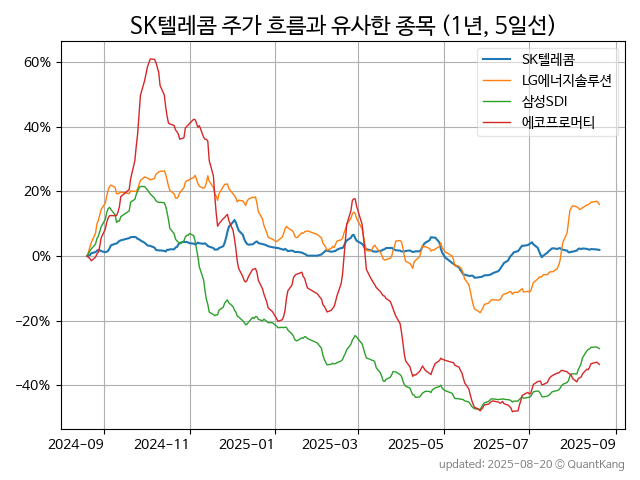 SK텔레콤 주가 흐름과 유사한 종목 (1년, 5일선)
SK텔레콤
LG에너지솔루션
삼성SDI
에코프로머티
60%
40%
20%
0%
−20%
−40%
2024-09 2024-11 2025-01 2025-03 2025-05 2025-07 2025-09
updated: 2025-08-20 © QuantKang